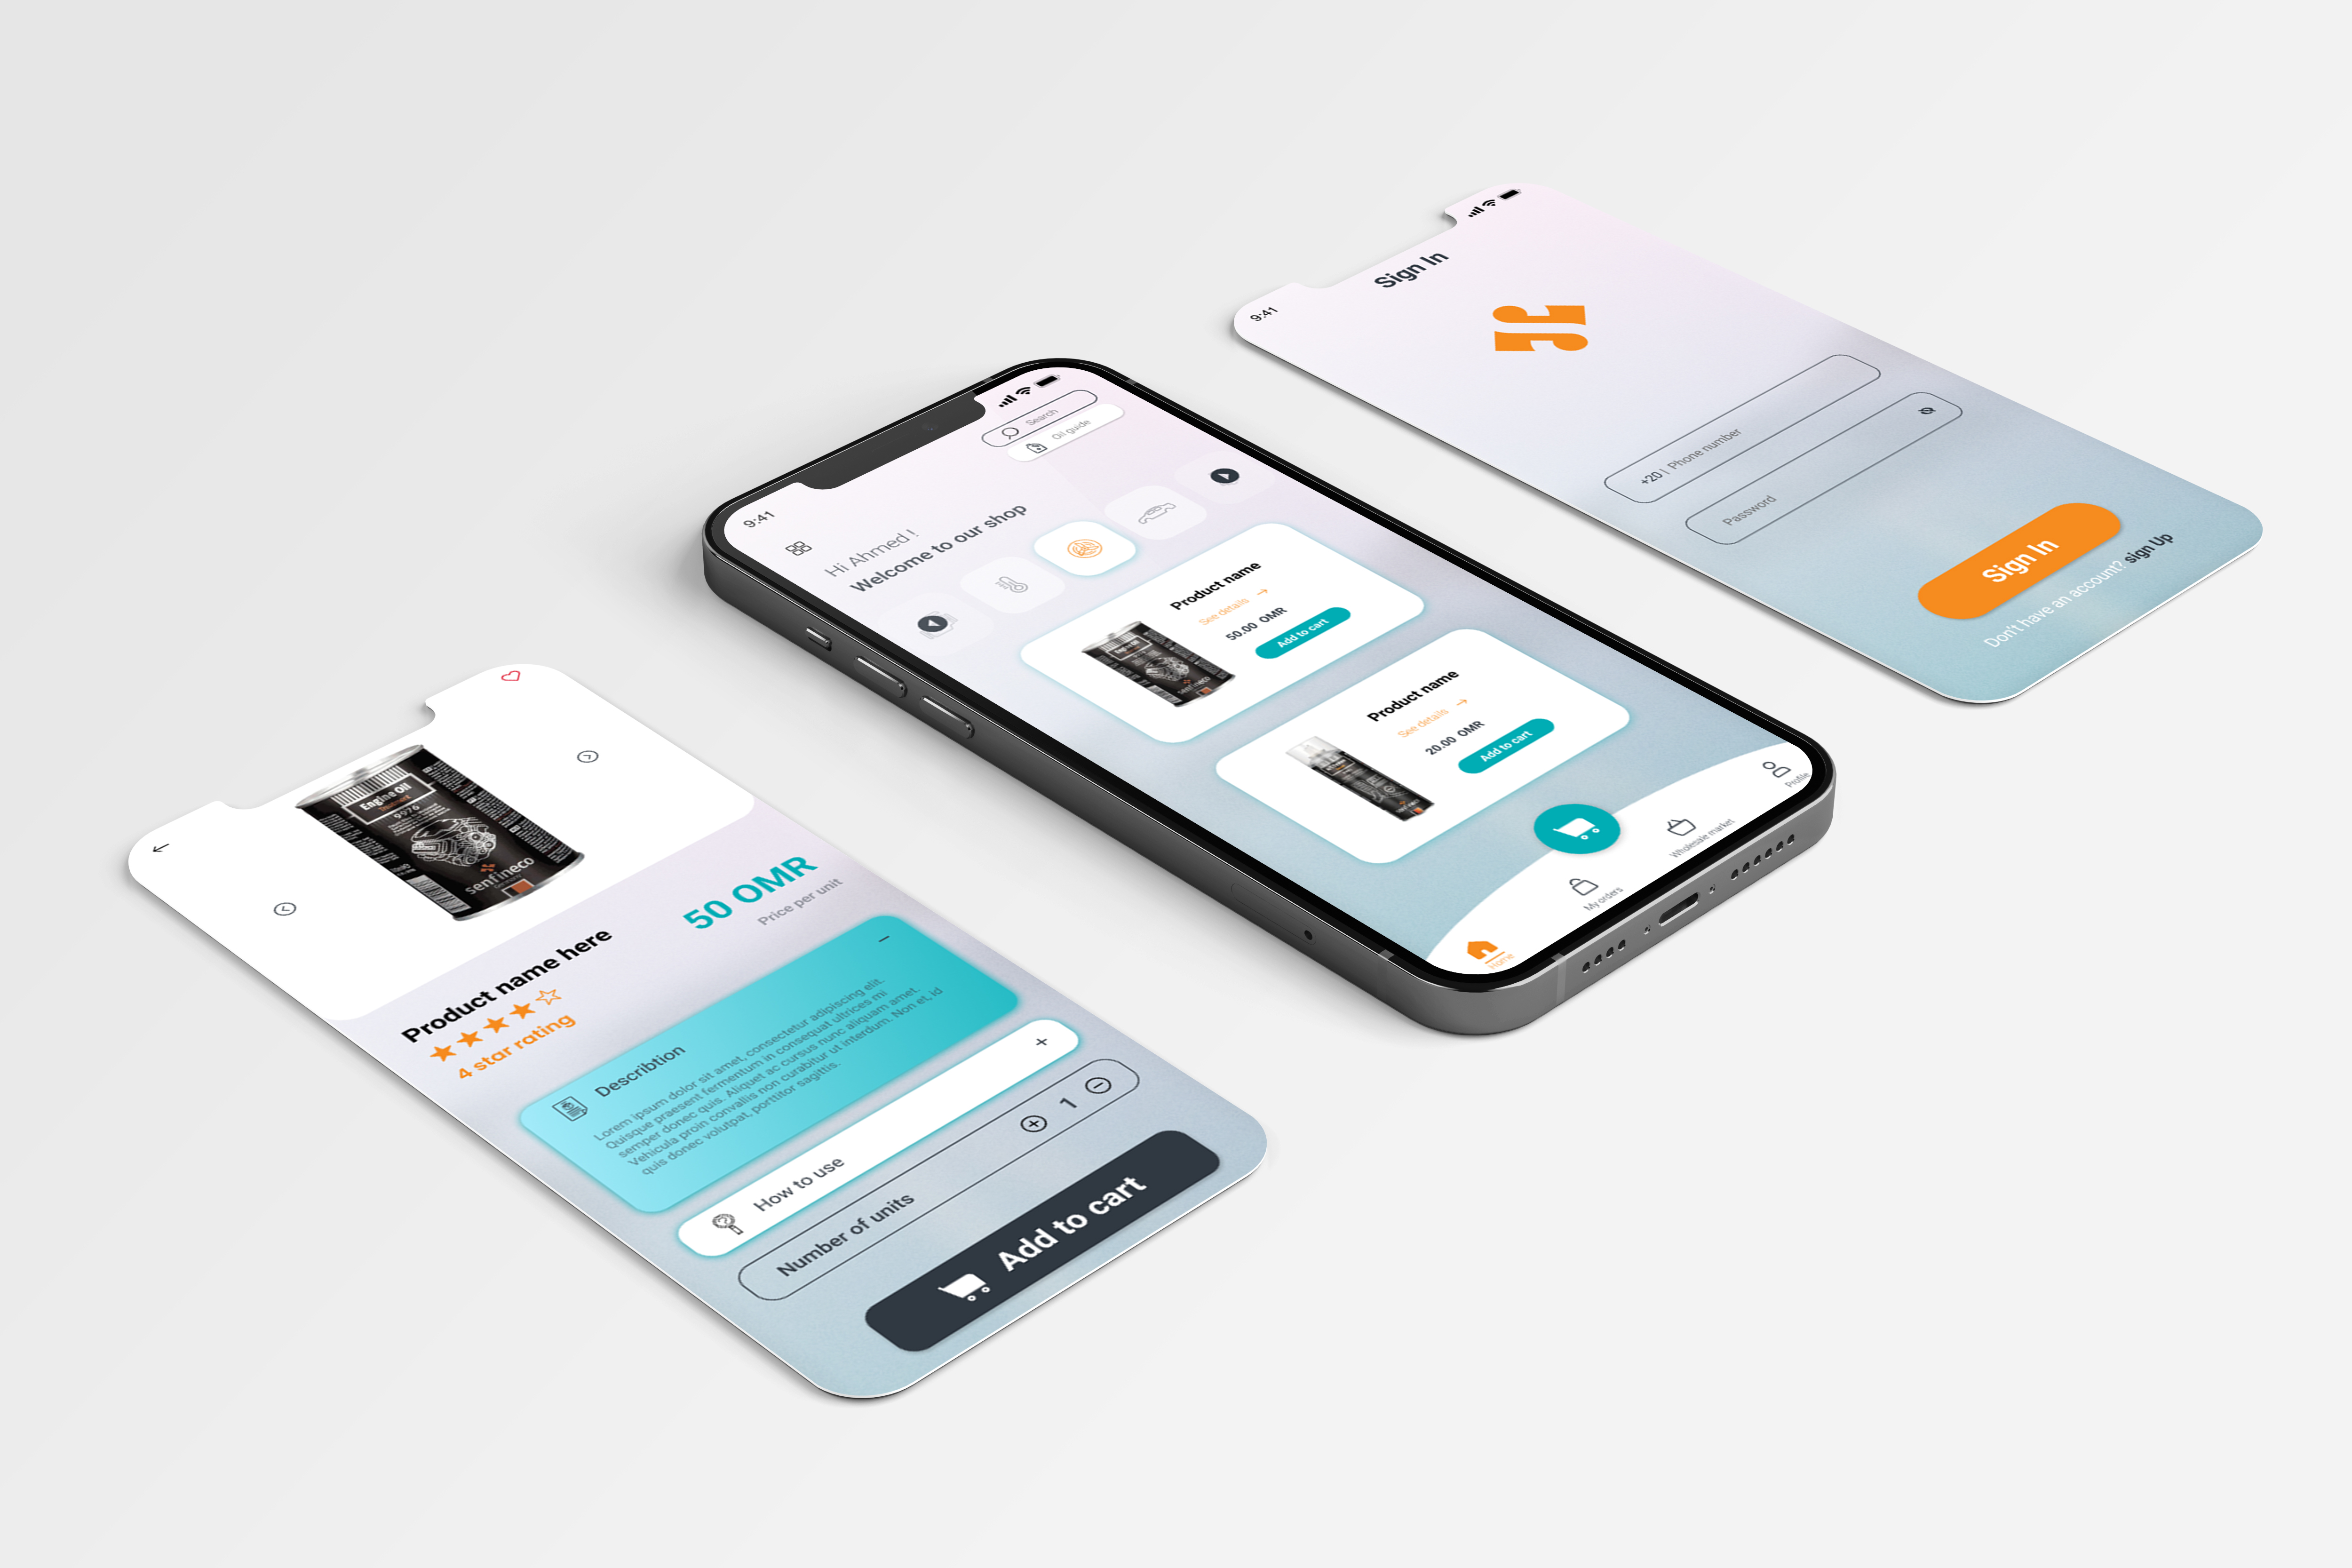 Engine Oil
Treatment
9976
senfineco
Germany
Product name here
4 star rating
50 OMR
Price per unit
Describtion
Lorem ipsum dolor sit amet, consectetur adipiscing elit.
Quisque praesent fermentum in consequat ultrices mi
semper donec quis. Aliquet ac cursus nunc aliquam amet.
Vehicula proin convallis non curabitur ut interdum. Non et, id
quis donec volutpat, porttitor sagittis.
How to use
Number of units
1
Add to cart
9:41
Search
Oil guide
Hi Ahmed !
Welcome to our shop
Product name
See details
50.00 OMR
Add to cart
senfineco
Product name
See details
20.00 OMR
Add to cart
Home
My orders
Wholesale market
Profile
9:41
Sign In
+20 | Phone number
Password
Sign In
Don't have an account? sign Up